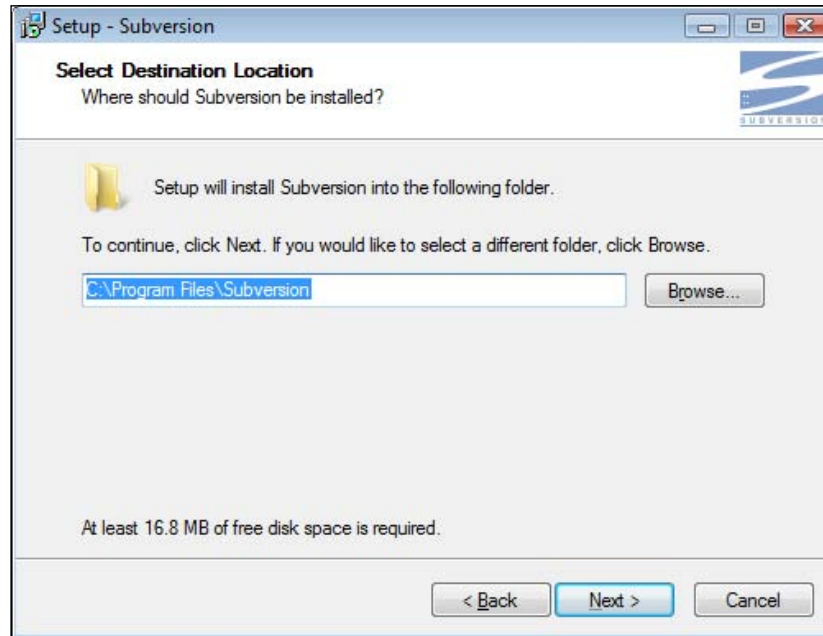 Setup - Subversion
Select Destination Location
Where should Subversion be installed?
SUBVERSION
Setup will install Subversion into the following folder.
To continue, click Next. If you would like to select a different folder, click Browse.
C:\Program Files\Subversion
Browse...
At least 16.8 MB of free disk space is required.
< Back
Next >
Cancel